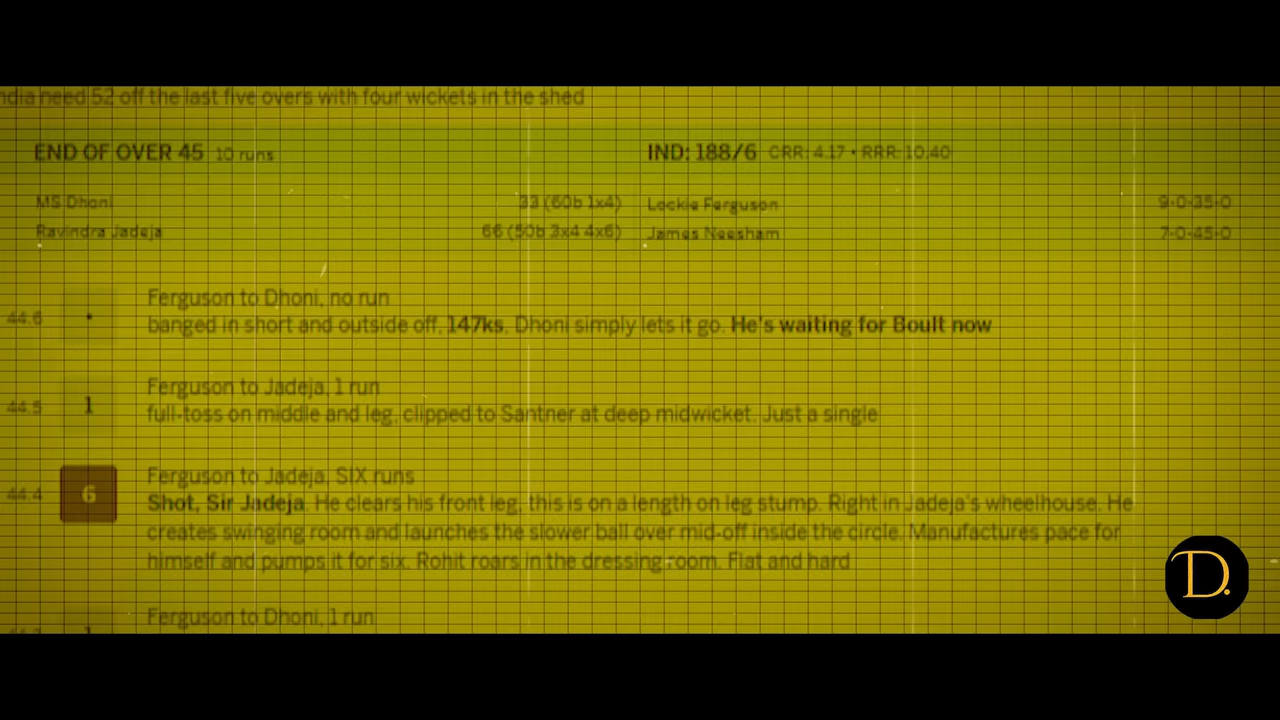 ndia need 52 off the last five overs with four wickets in the shed
END OF OVER 45 10 runs IND: 188/6 CRR: 4.17 • RRR: 10.40
MS Dhoni 33 (60b 1x4) Lockie Ferguson 9-0-35-0
Ravindra Jadeja 66 (50b 3x4 4x6) James Neesham 7-0-45-0
Ferguson to Dhoni, no run
44.6 • banged in short and outside off, 147ks, Dhoni simply lets it go. He's waiting for Boult now
Ferguson to Jadeja, 1 run
44.5 1 full-toss on middle and leg, clipped to Santner at deep midwicket. Just a single
Ferguson to Jadeja, SIX runs
44.4 6 Shot, Sir Jadeja. He clears his front leg, this is on a length on leg stump. Right in Jadeja's wheelhouse. He
creates swinging room and launches the slower ball over mid-off inside the circle. Manufactures pace for
himself and pumps it for six. Rohit roars in the dressing room. Flat and hard
D.
Ferguson to Dhoni, 1 run
1